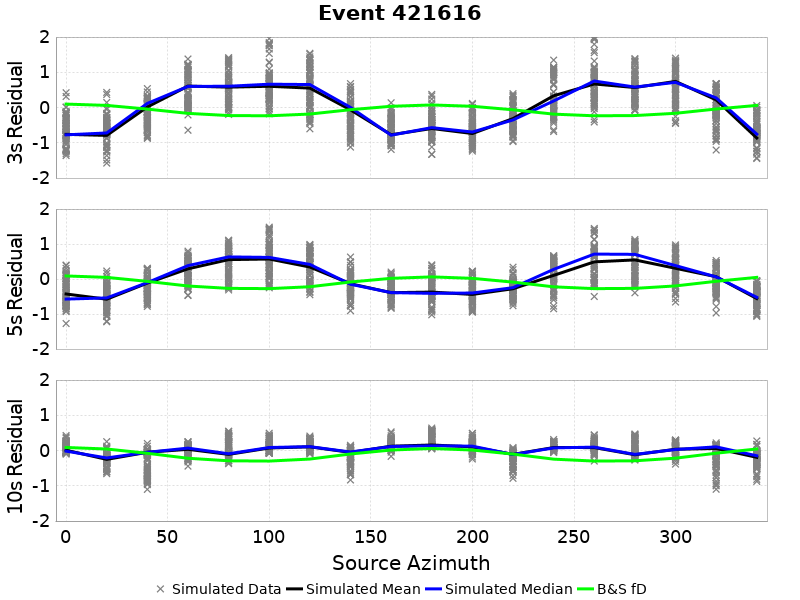 Event 421616
3s Residual
2
1
0
-1
-2
5s Residual
2
1
0
-1
-2
10s Residual
2
1
0
-1
-2
0 50 100 150 200 250 300
Source Azimuth
Simulated Data Simulated Mean Simulated Median B&S fD